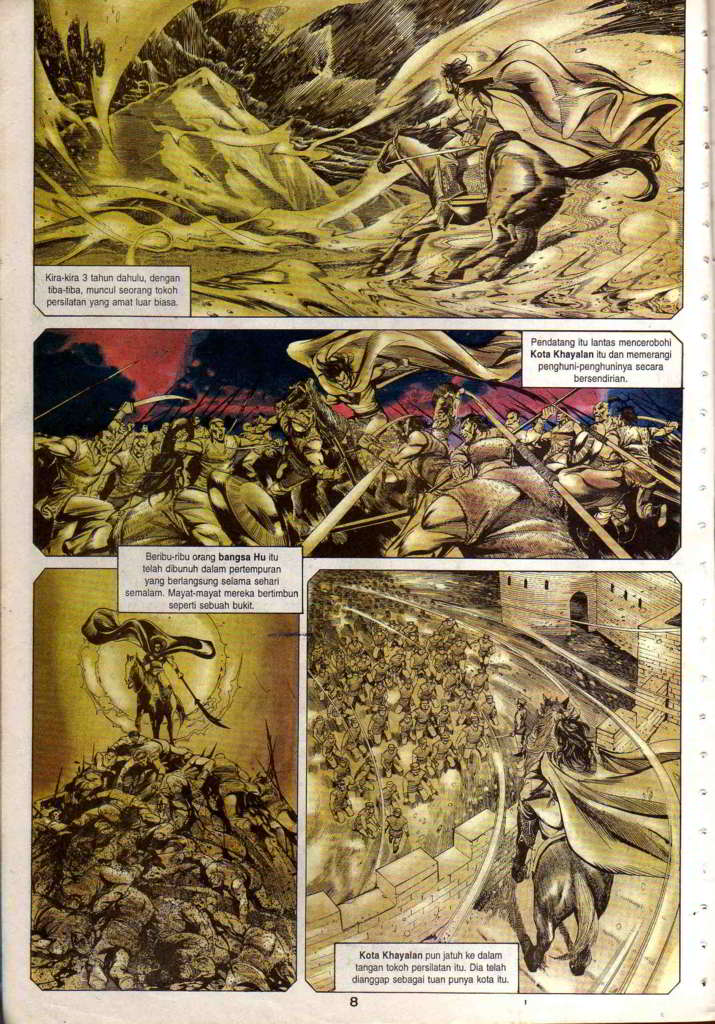 Kira-kira 3 tahun dahulu, dengan
tiba-tiba, muncul seorang tokoh
persilatan yang amat luar biasa.
Pendatang itu lantas mencerobohi
Kota Khayalan itu dan memerangi
penghuni-penghuninya secara
bersendirian.
Beribu-ribu orang bangsa Hu itu
telah dibunuh dalam pertempuran
yang berlangsung selama sehari
semalam. Mayat-mayat mereka bertimbun
seperti sebuah bukit.
Kota Khayalan pun jatuh ke dalam
tangan tokoh persilatan itu. Dia telah
dianggap sebagai tuan punya kota itu.
8